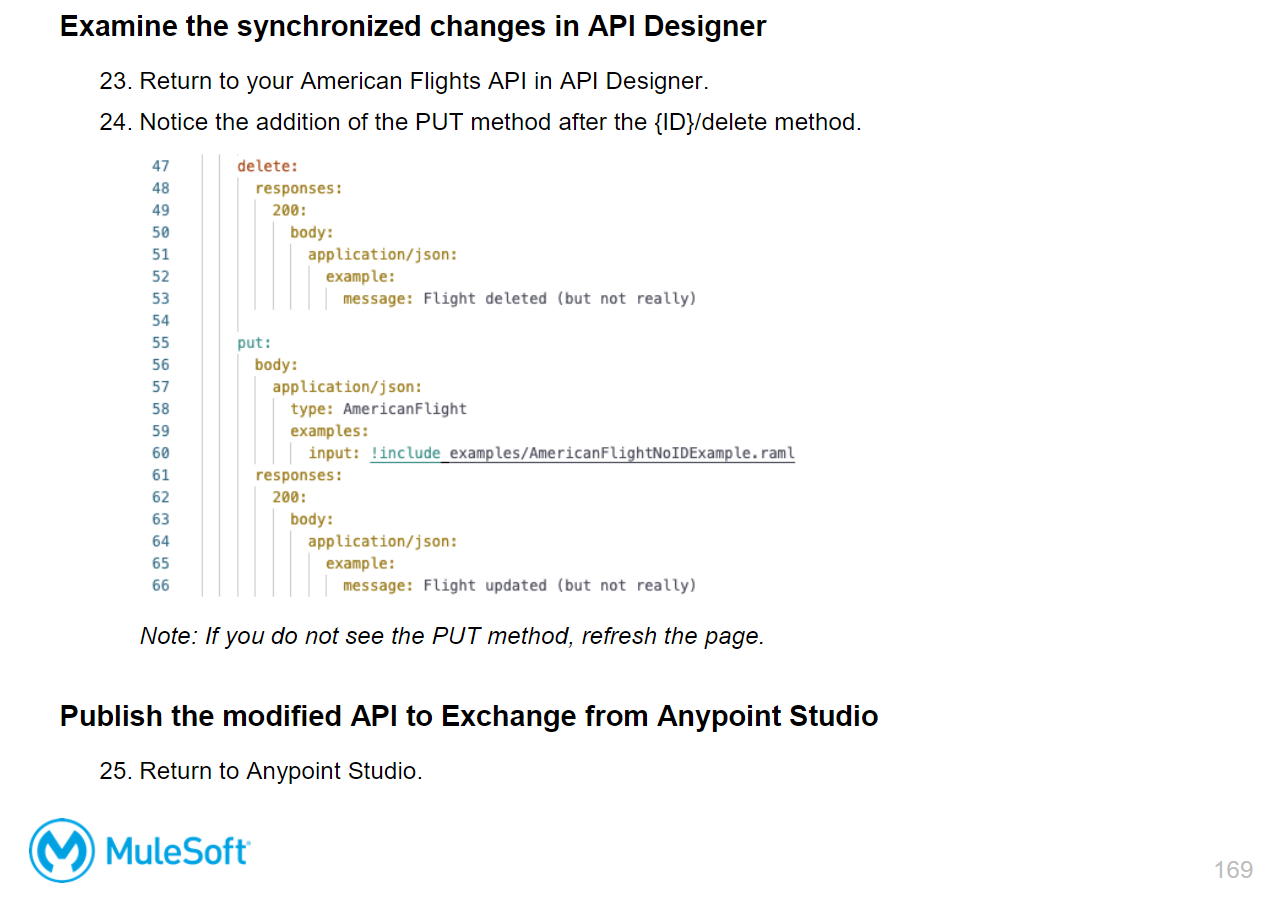 Examine the synchronized changes in API Designer
23. Return to your American Flights API in API Designer.
24. Notice the addition of the PUT method after the {ID}/delete method.
47 delete:
48 responses:
49 200:
50 body:
51 application/json:
52 example:
53 message: Flight deleted (but not really)
54
55 put:
56 body:
57 application/json:
58 type: AmericanFlight
59 examples:
60 input: !include examples/AmericanFlightNoIDExample.raml
61 responses:
62 200:
63 body:
64 application/json:
65 example:
66 message: Flight updated (but not really)
Note: If you do not see the PUT method, refresh the page.
Publish the modified API to Exchange from Anypoint Studio
25. Return to Anypoint Studio.
MuleSoft
169